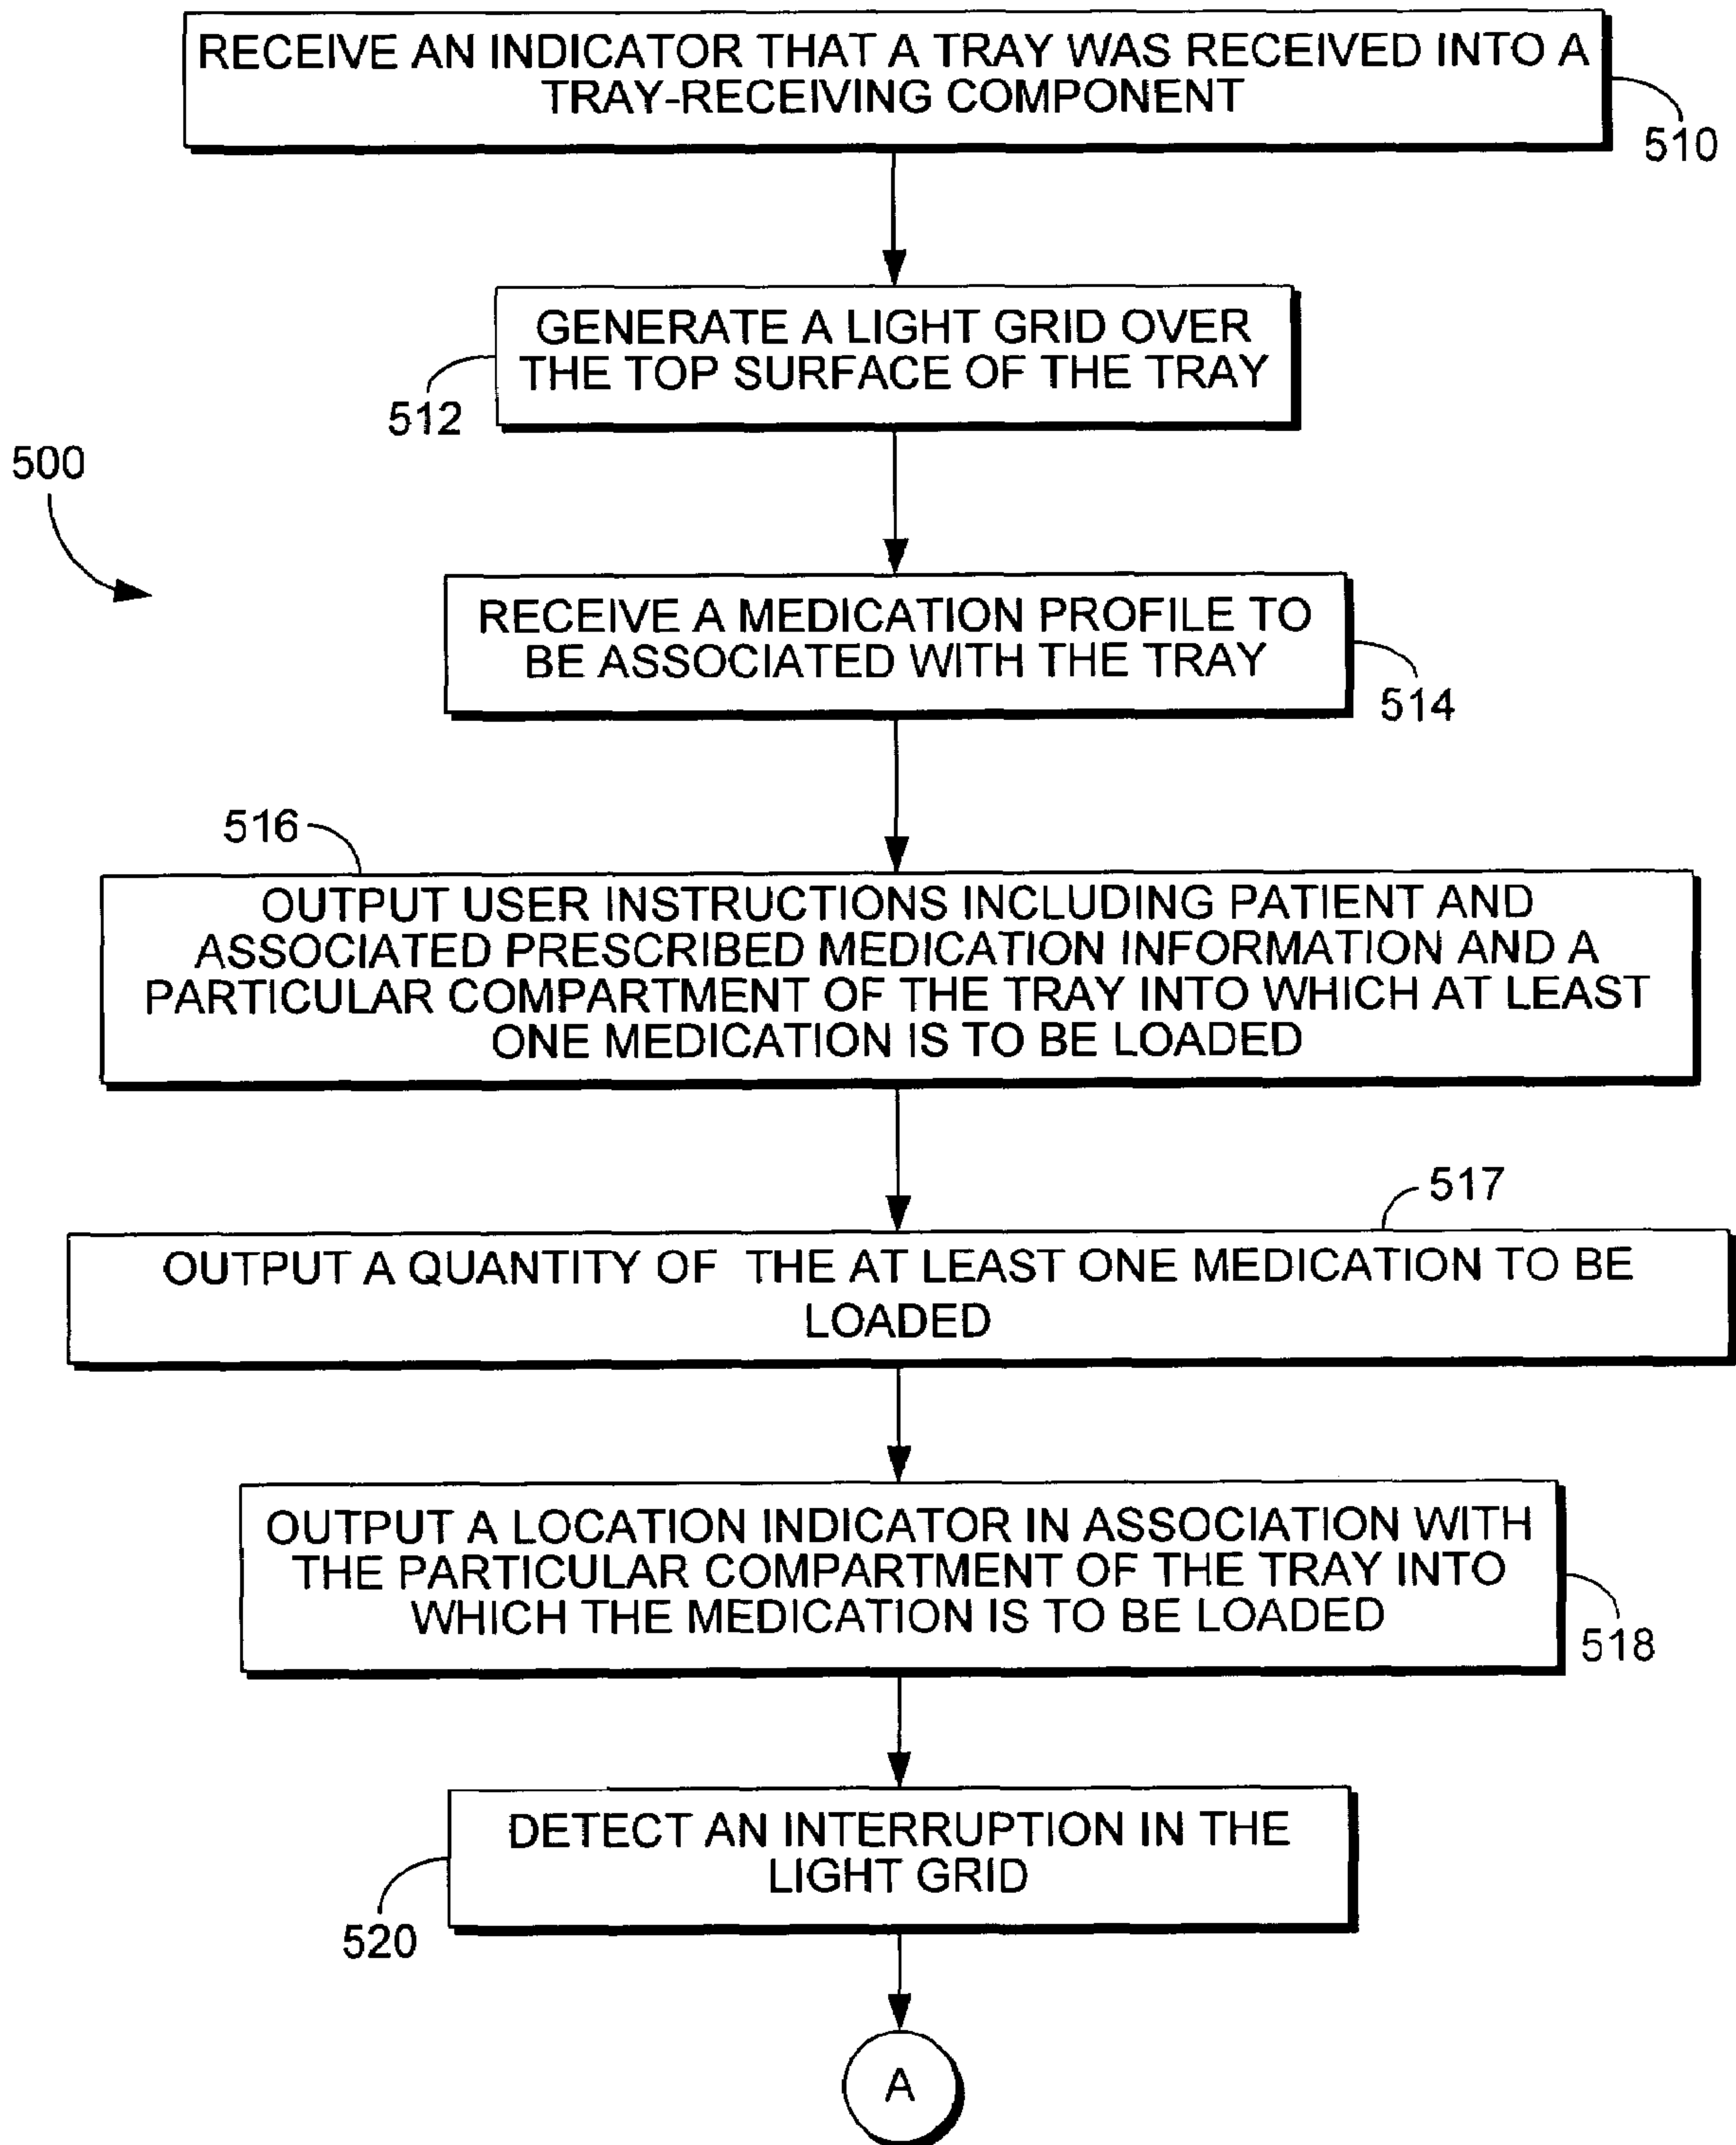 RECEIVE AN INDICATOR THAT A TRAY WAS RECEIVED INTO A
TRAY-RECEIVING COMPONENT
510
GENERATE A LIGHT GRID OVER
THE TOP SURFACE OF THE TRAY
512
500
RECEIVE A MEDICATION PROFILE TO
BE ASSOCIATED WITH THE TRAY
514
516
OUTPUT USER INSTRUCTIONS INCLUDING PATIENT AND
ASSOCIATED PRESCRIBED MEDICATION INFORMATION AND A
PARTICULAR COMPARTMENT OF THE TRAY INTO WHICH AT LEAST
ONE MEDICATION IS TO BE LOADED
517
OUTPUT A QUANTITY OF THE AT LEAST ONE MEDICATION TO BE
LOADED
OUTPUT A LOCATION INDICATOR IN ASSOCIATION WITH
THE PARTICULAR COMPARTMENT OF THE TRAY INTO
WHICH THE MEDICATION IS TO BE LOADED
518
DETECT AN INTERRUPTION IN THE
LIGHT GRID
520
A